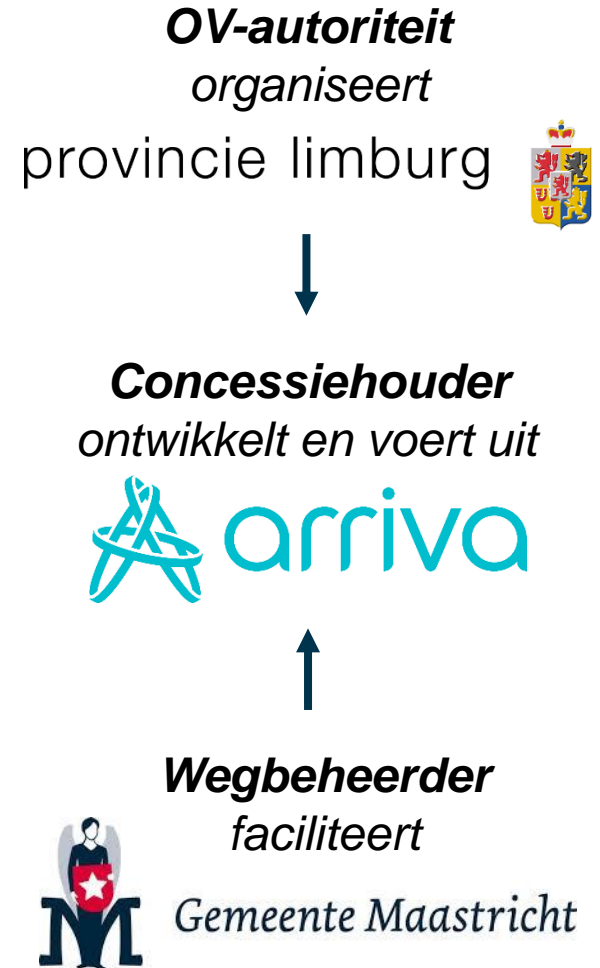 OV-autoriteit
organiseert
provincie limburg
Concessiehouder
ontwikkelt en voert uit
arriva
Wegbeheerder
faciliteert
Gemeente Maastricht